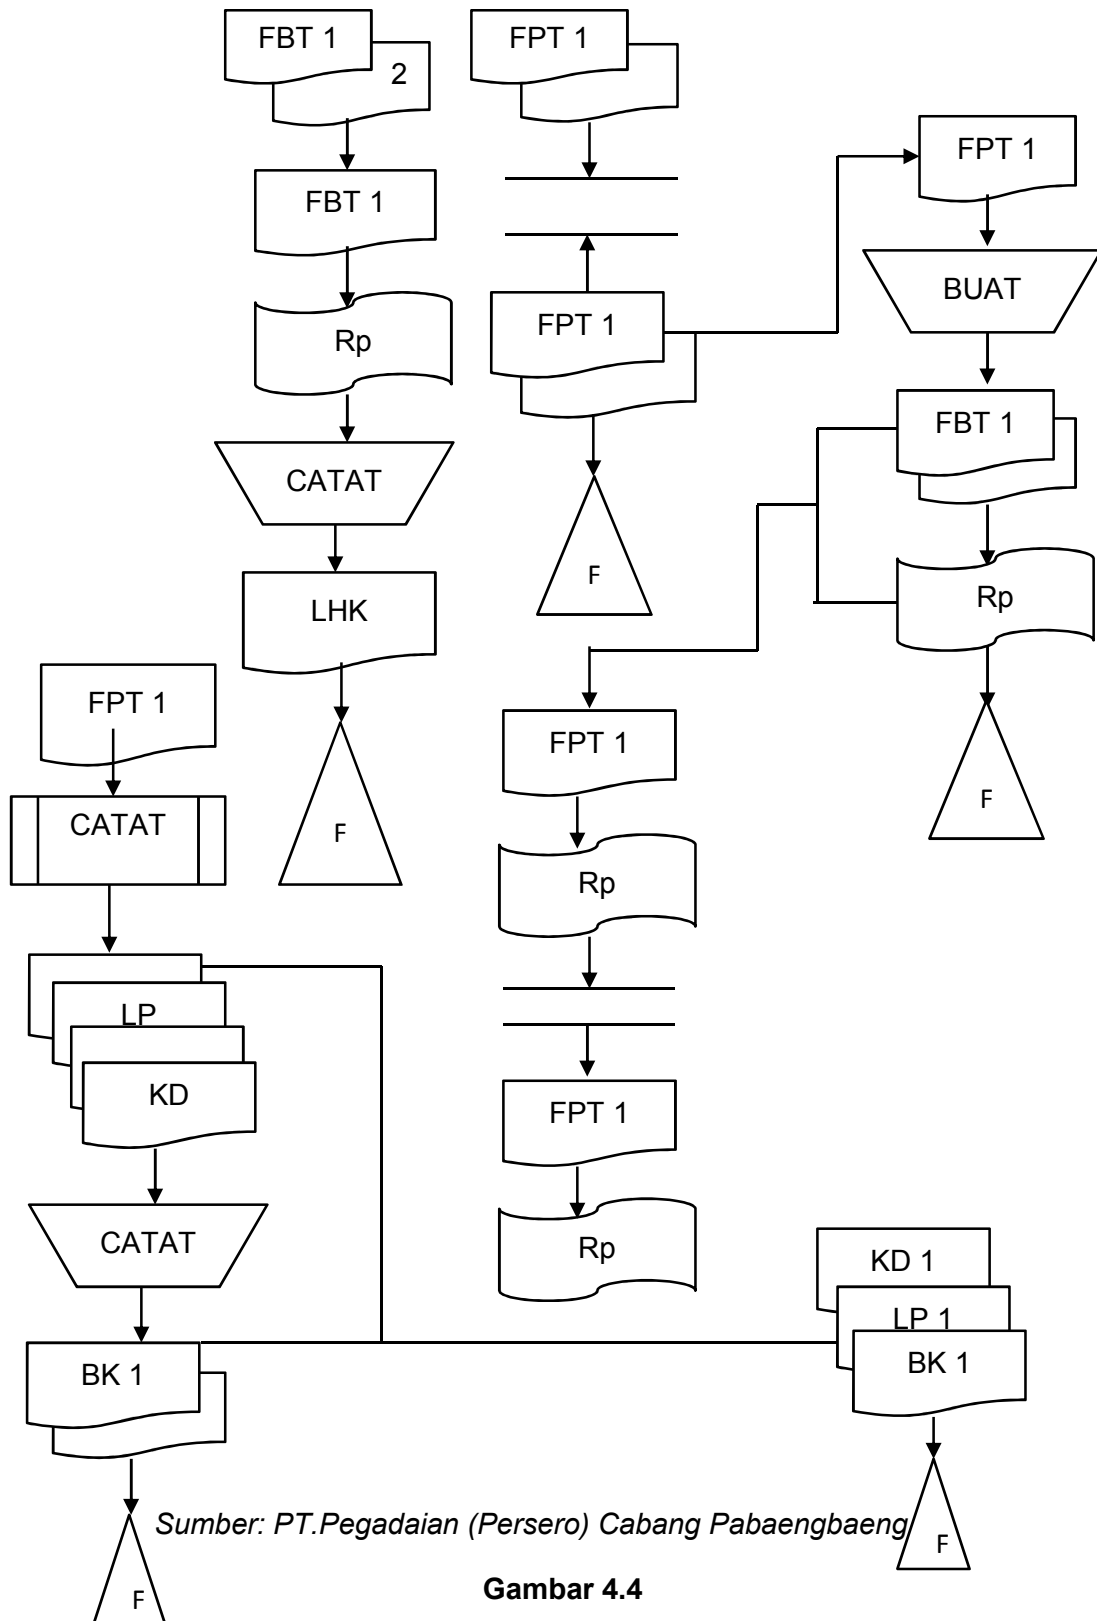 FBT 1
2
FBT 1
Rp
CATAT
LHK
F
FPT 1
CATAT
LP
KD
CATAT
BK 1
F
FPT 1
FPT 1
F
FPT 1
Rp
FPT 1
Rp
FPT 1
BUAT
FBT 1
Rp
F
KD 1
LP 1
BK 1
F
Sumber: PT.Pegadaian (Persero) Cabang Pabaengbaeng
Gambar 4.4